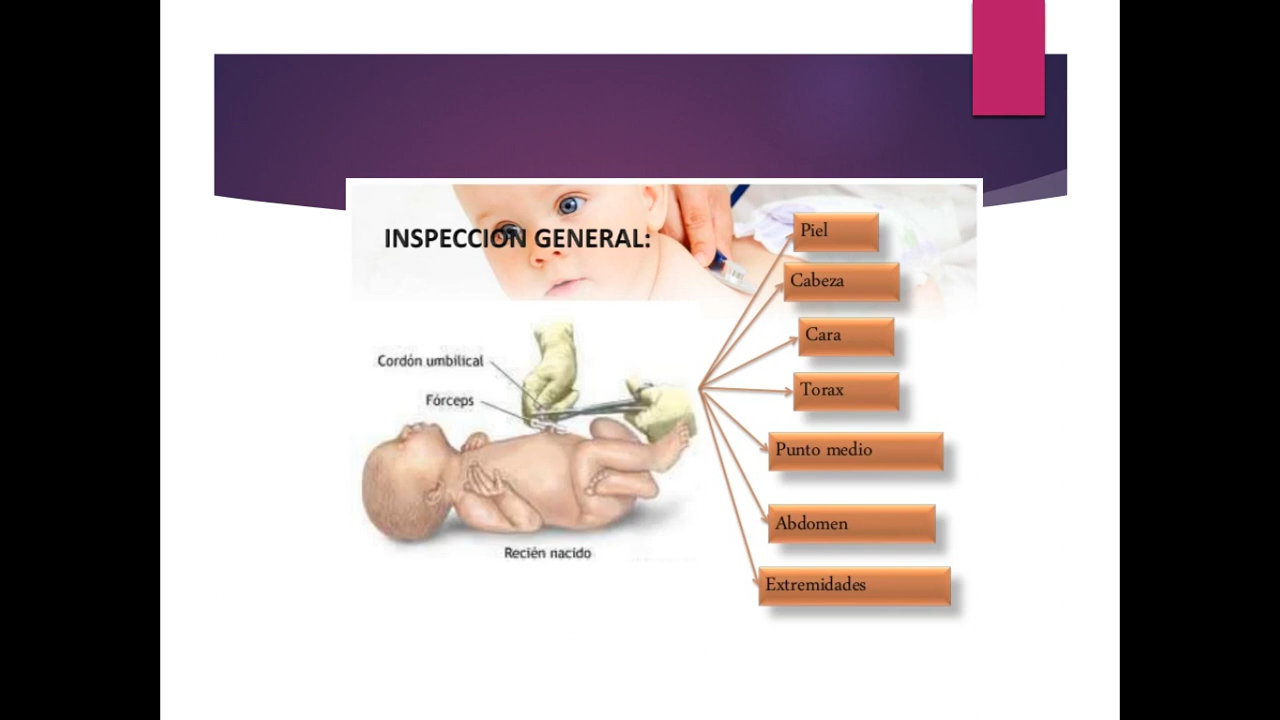 INSPECCION GENERAL:
Piel
Cabeza
Cara
Torax
Punto medio
Abdomen
Extremidades
Cordón umbilical
Fórceps
Recién nacido